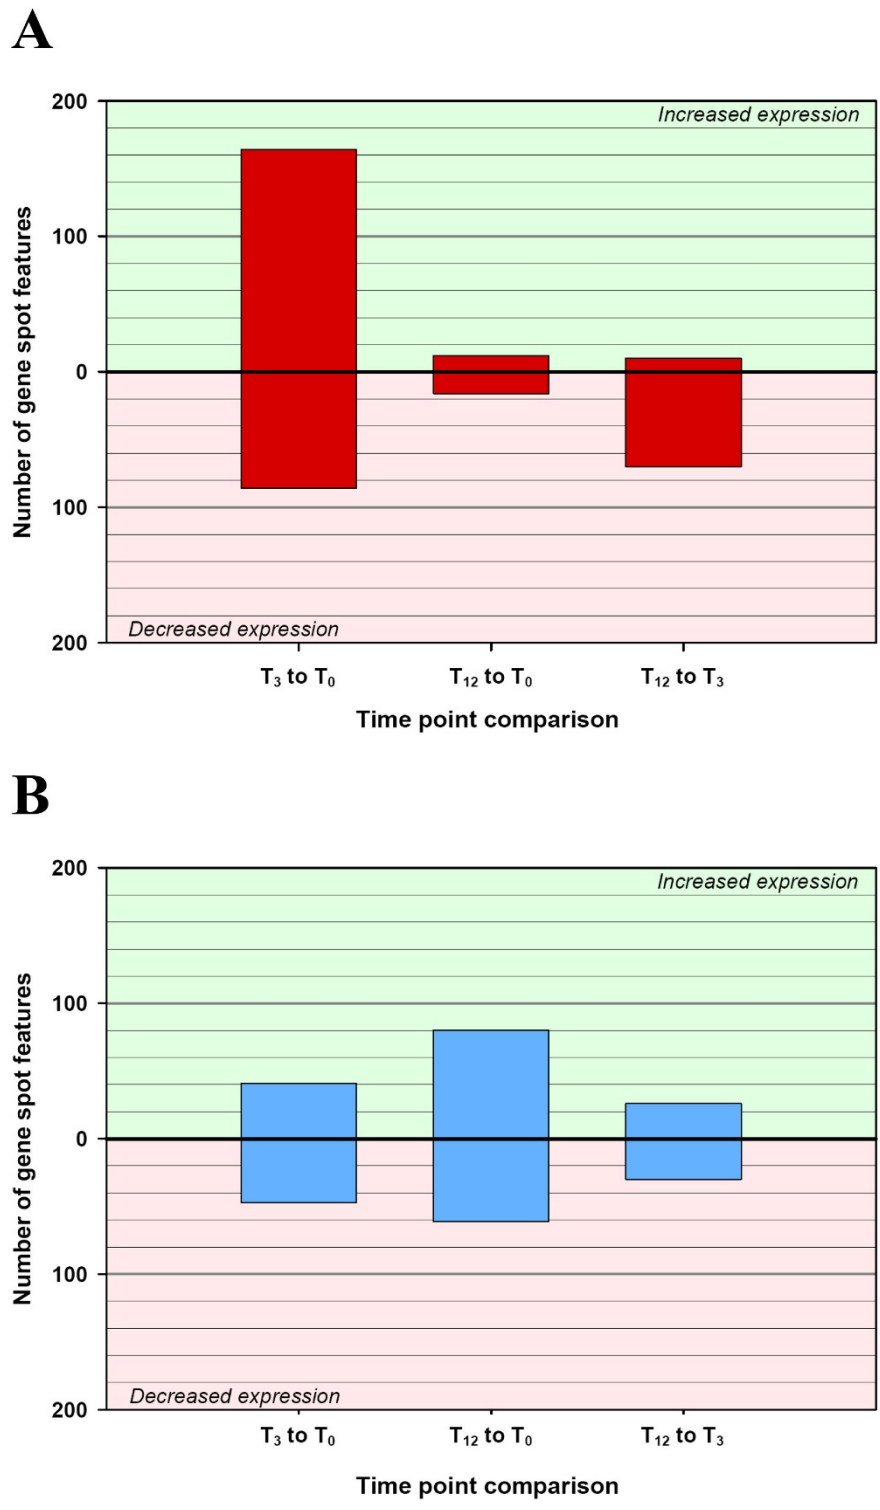 A
200
Increased expression
100
0
100
200
Decreased expression
Number of gene spot features
T₃ to T₀
T₁₂ to T₀
T₁₂ to T₃
Time point comparison
B
200
Increased expression
100
0
100
200
Decreased expression
Number of gene spot features
T₃ to T₀
T₁₂ to T₀
T₁₂ to T₃
Time point comparison